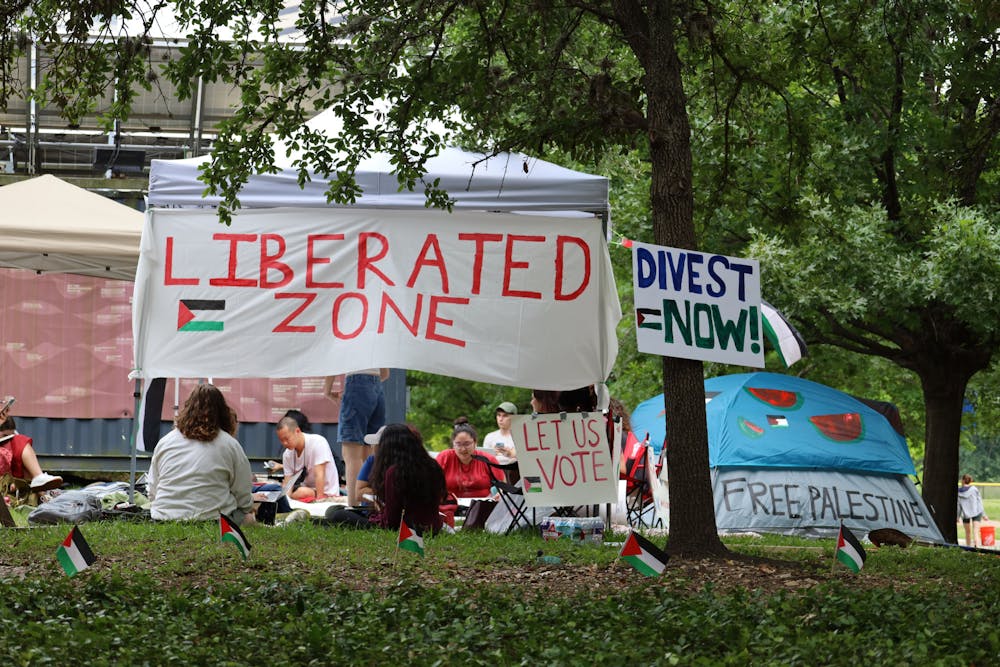 LIBERATED
ZONE
DIVEST
NOW!
LET US
VOTE
FREE PALESTINE